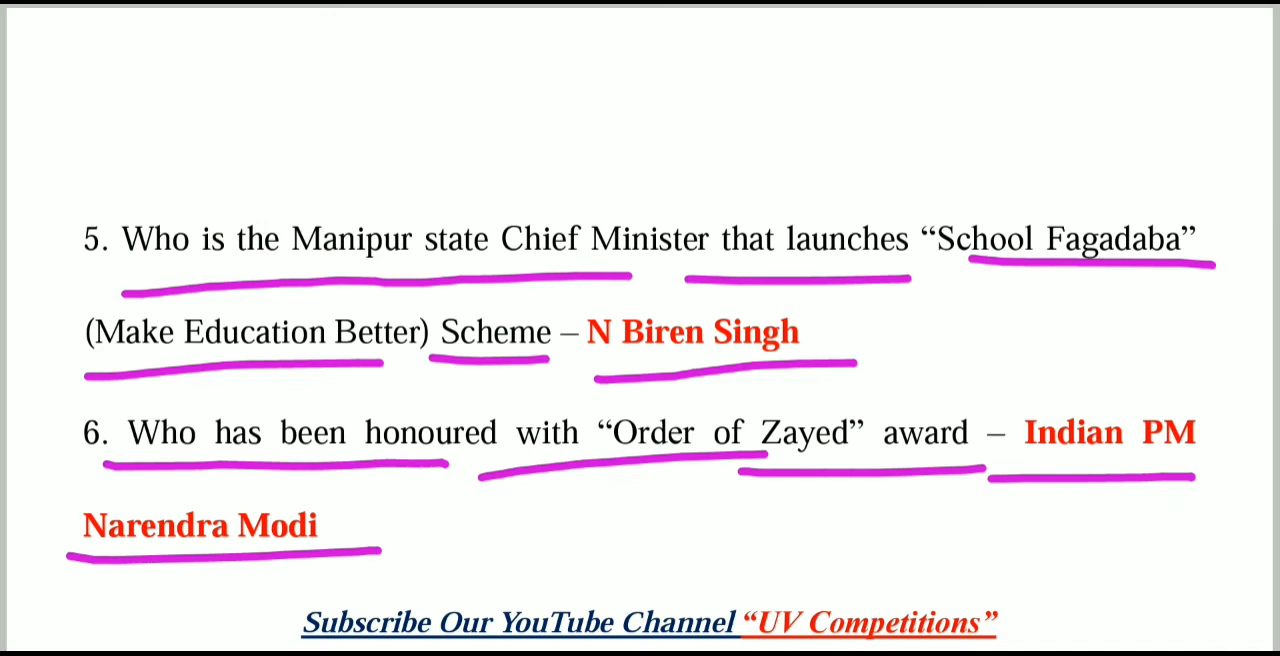 5. Who is the Manipur state Chief Minister that launches “School Fagadaba”
(Make Education Better) Scheme – N Biren Singh
6. Who has been honoured with “Order of Zayed” award – Indian PM
Narendra Modi
Subscribe Our YouTube Channel “UV Competitions”